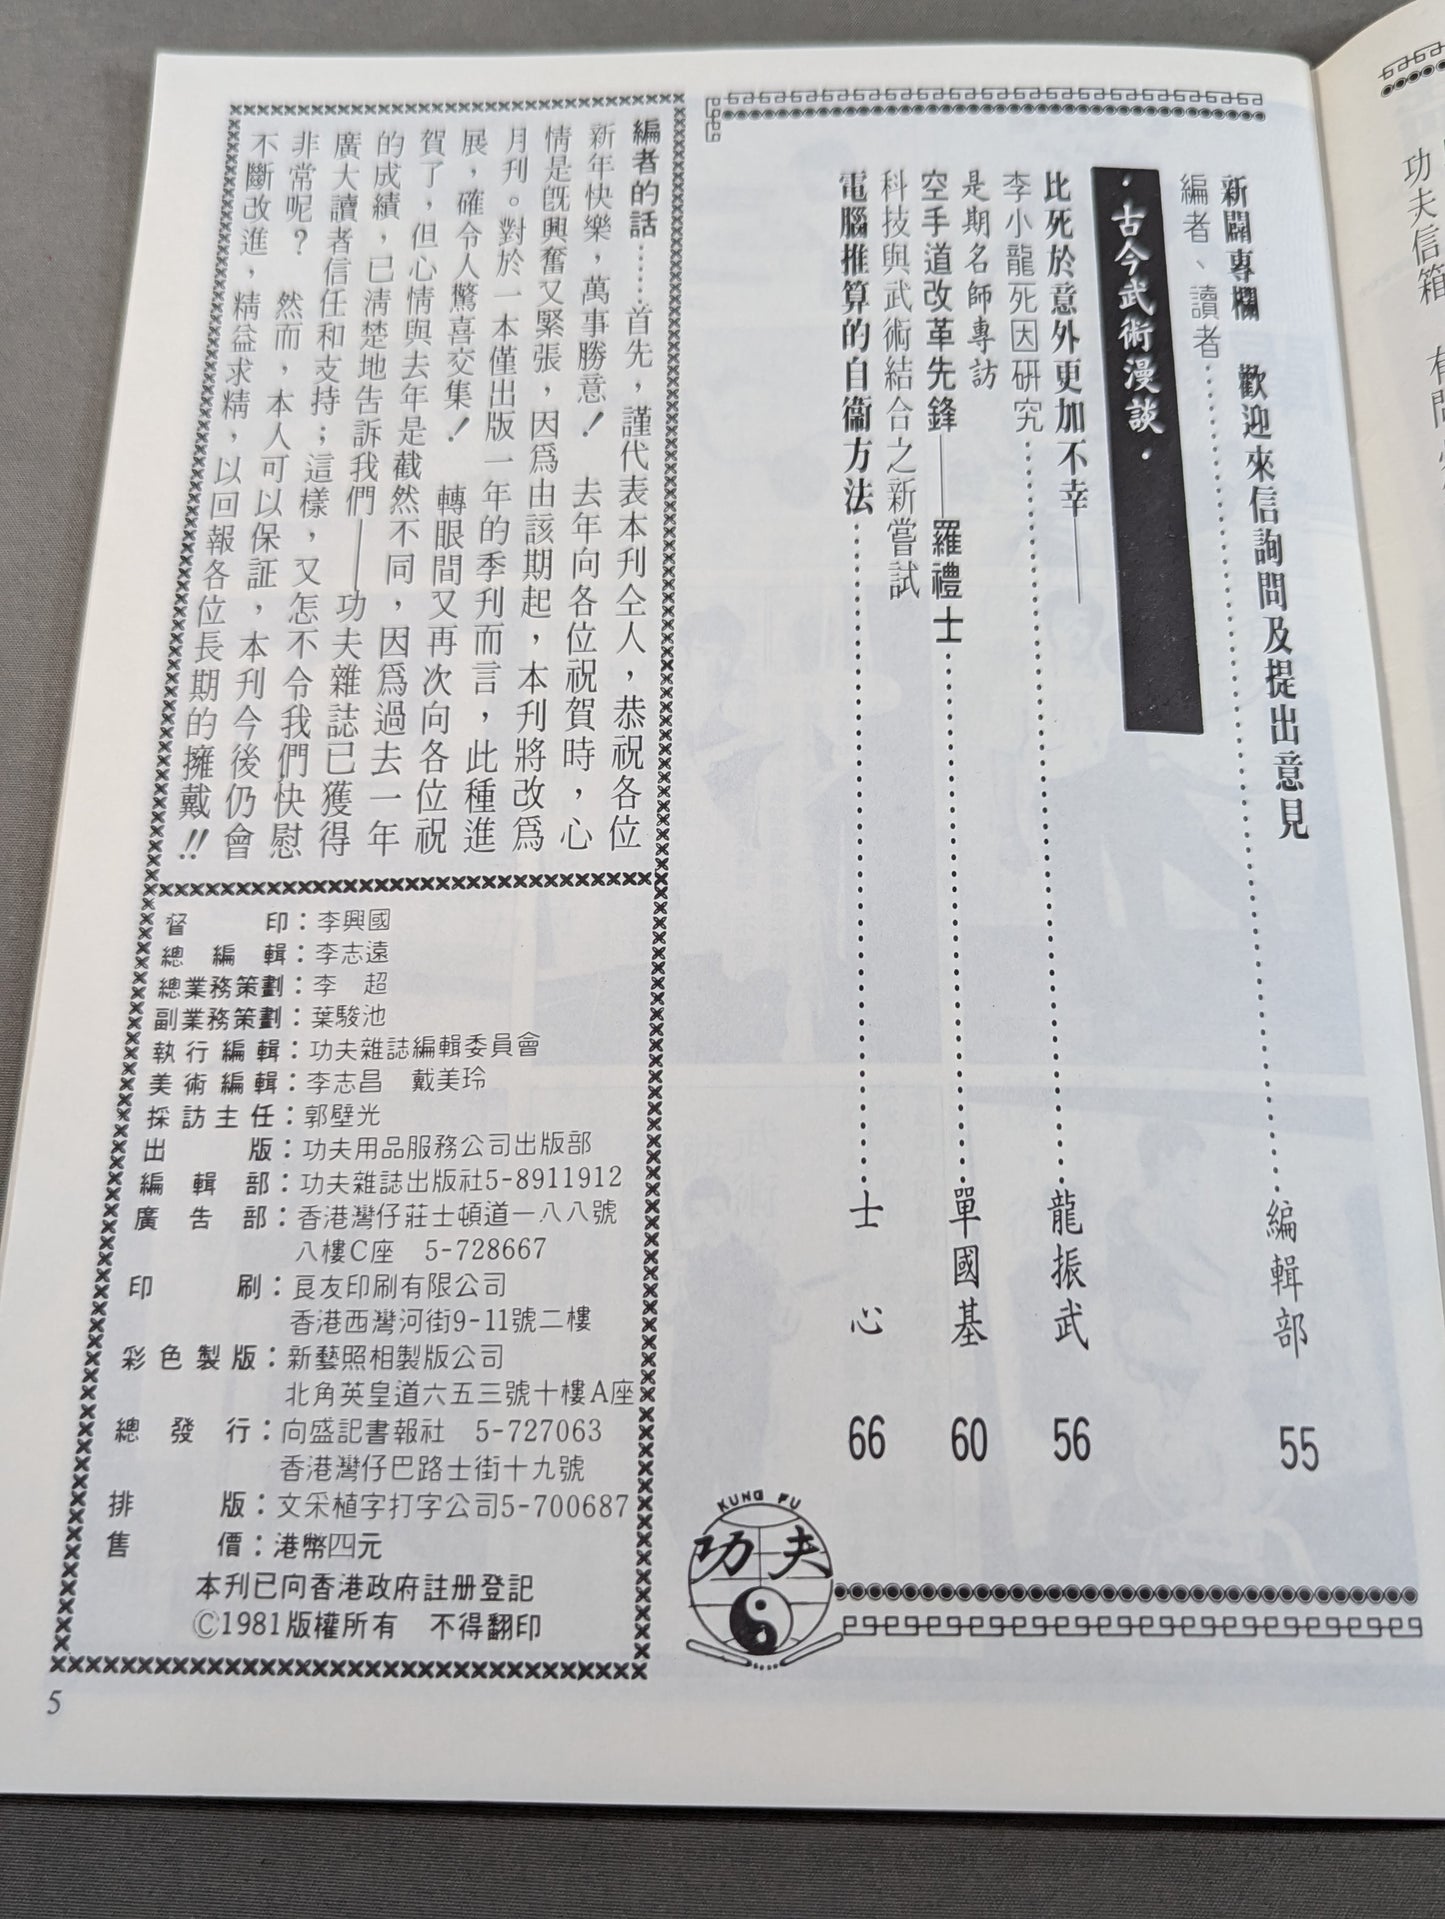 功夫信箱
新闢專欄　歡迎來信詢問及提出意見
編者、讀者……編輯部 55
·古今武術漫談·
比死於意外更加不幸——
李小龍死因研究……龍振武 56
是期名師專訪
空手道改革先鋒——羅禮士……單國基 60
科技與武術結合之新嘗試
電腦推算的自衞方法……士心 66
編者的話……首先，謹代表本刊仝人，恭祝各位
新年快樂，萬事勝意！　去年向各位祝賀時，心
情是旣興奮又緊張，因爲由該期起，本刊將改爲
月刊。對於一本僅出版一年的季刊而言，此種進
展，確令人驚喜交集！　轉眼間又再次向各位祝
賀了，但心情與去年是截然不同，因爲過去一年
的成績，已淸楚地告訴我們——功夫雜誌已獲得
廣大讀者信任和支持；這樣，又怎不令我們快慰
非常呢？　然而，本人可以保証，本刊今後仍會
不斷改進，精益求精，以回報各位長期的擁戴!!
督印：李興國
總編輯：李志遠
總業務策劃：李　超
副業務策劃：葉駿池
執行編輯：功夫雜誌編輯委員會
美術編輯：李志昌　戴美玲
採訪主任：郭壁光
出版：功夫用品服務公司出版部
編輯部：功夫雜誌出版社5-8911912
廣告部：香港灣仔莊士頓道一八八號
八樓C座　5-728667
印刷：良友印刷有限公司
香港西灣河街9-11號二樓
彩色製版：新藝照相製版公司
北角英皇道六五三號十樓A座
總發行：向盛記書報社　5-727063
香港灣仔巴路士街十九號
排版：文采植字打字公司5-700687
售價：港幣四元
本刊已向香港政府註册登記
©1981版權所有　不得翻印
KUNG FU
功夫
5